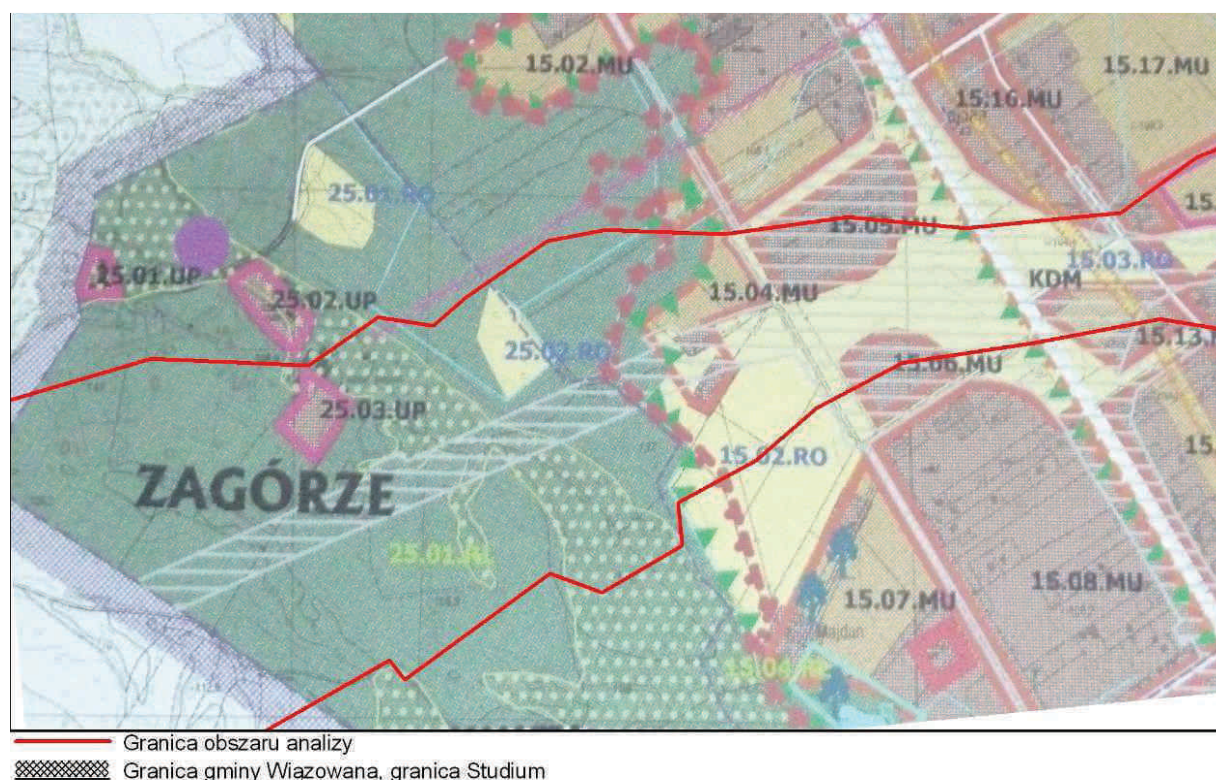 15.02.MU
15.17.MU
15.16.MU
25.01.RO
15.05.MU
15.03.RO
25.01.UP
KDM
25.02.UP
15.04.MU
25.02.RO
15.06.MU
25.03.UP
15.02.RO
ZAGÓRZE
15.08.MU
15.07.MU
Majdan
Granica obszaru analizy
Granica gminy Wiązowana, granica Studium